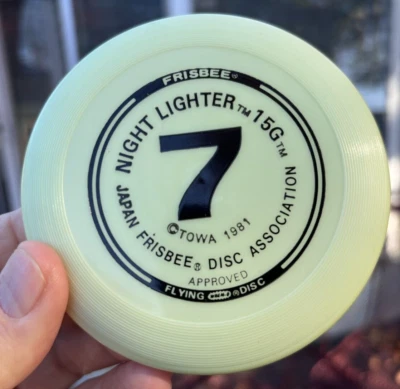 FRISBEE®
NIGHT LIGHTER™ 15G™
7
©TOWA 1981
JAPAN FRISBEE® DISC ASSOCIATION
APPROVED
FLYING ® DISC